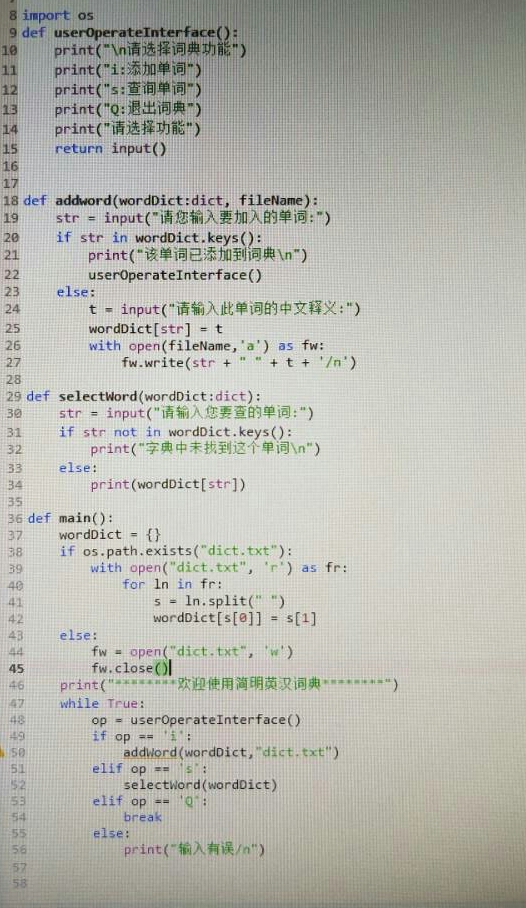 8 import os
9 def userOperateInterface():
10     print("\n请选择词典功能")
11     print("i:添加单词")
12     print("s:查询单词")
13     print("Q:退出词典")
14     print("请选择功能")
15     return input()
16
17
18 def addword(wordDict:dict, fileName):
19     str = input("请您输入要加入的单词:")
20     if str in wordDict.keys():
21         print("该单词已添加到词典\n")
22         userOperateInterface()
23     else:
24         t = input("请输入此单词的中文释义:")
25         wordDict[str] = t
26         with open(fileName,'a') as fw:
27             fw.write(str + " " + t + '/n')
28
29 def selectWord(wordDict:dict):
30     str = input("请输入您要查的单词:")
31     if str not in wordDict.keys():
32         print("字典中未找到这个单词\n")
33     else:
34         print(wordDict[str])
35
36 def main():
37     wordDict = {}
38     if os.path.exists("dict.txt"):
39         with open("dict.txt", 'r') as fr:
40             for ln in fr:
41                 s = ln.split(" ")
42                 wordDict[s[0]] = s[1]
43     else:
44         fw = open("dict.txt", 'w')
45         fw.close()
46     print("********欢迎使用简明英汉词典********")
47     while True:
48         op = userOperateInterface()
49         if op == 'i':
50             addWord(wordDict,"dict.txt")
51         elif op == 's':
52             selectWord(wordDict)
53         elif op == 'Q':
54             break
55         else:
56             print("输入有误/n")
57
58